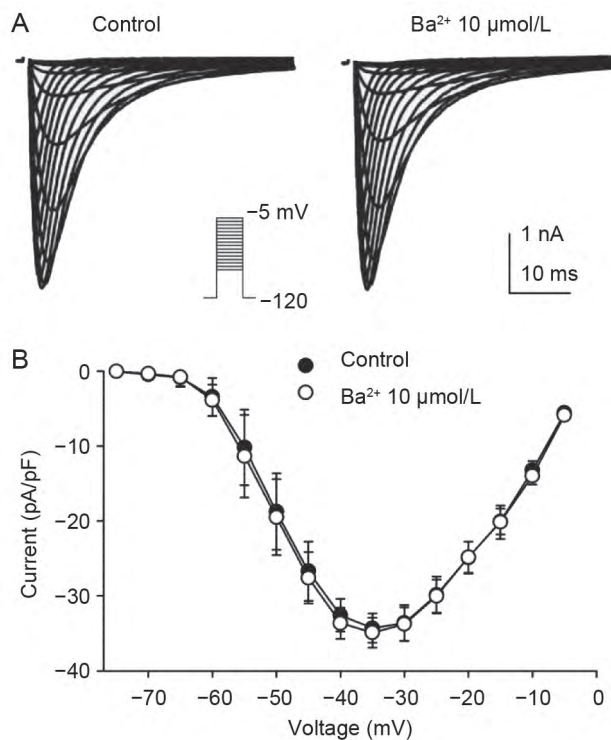 A
Control
Ba²⁺ 10 μmol/L
−5 mV
−120
1 nA
10 ms
B
Control
Ba²⁺ 10 μmol/L
Current (pA/pF)
0
−10
−20
−30
−40
−70 −60 −50 −40 −30 −20 −10 0
Voltage (mV)